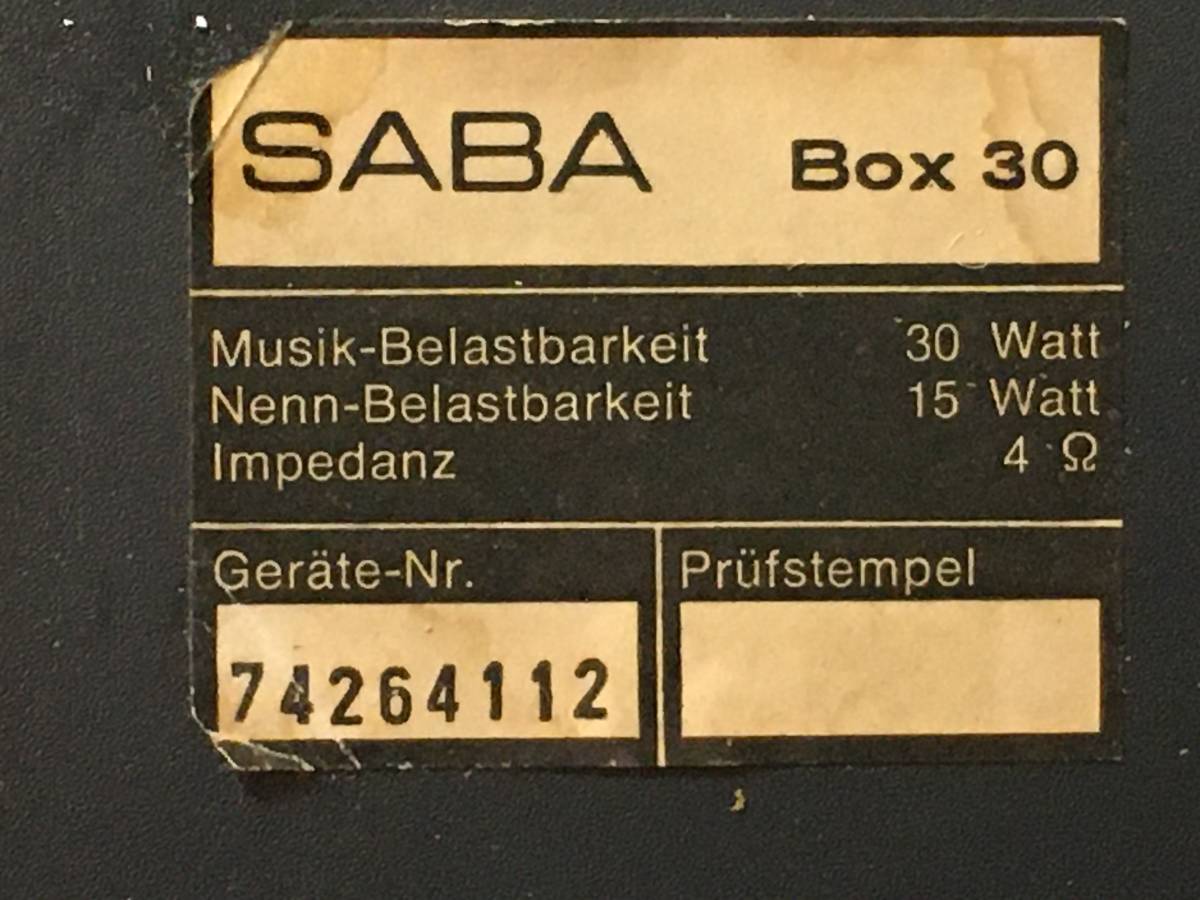 SABA Box 30
Musik-Belastbarkeit 30 Watt
Nenn-Belastbarkeit 15 Watt
Impedanz 4 Ω
Geräte-Nr. Prüfstempel
74264112